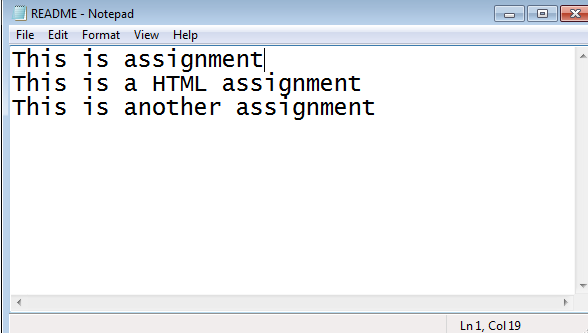 README - Notepad
File Edit Format View Help
This is assignment
This is a HTML assignment
This is another assignment
Ln 1, Col 19